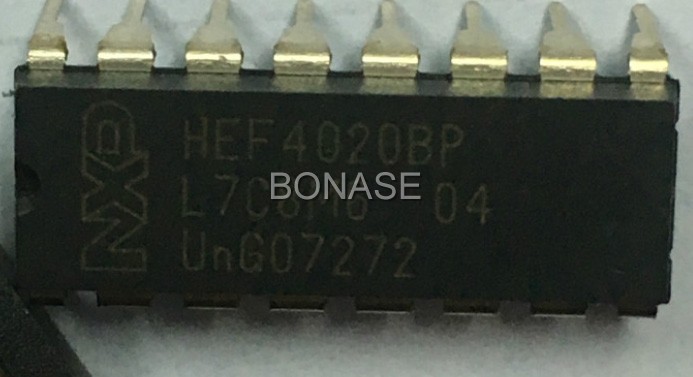 NXP
HEF4020BP
BONASE
04
UnG07272